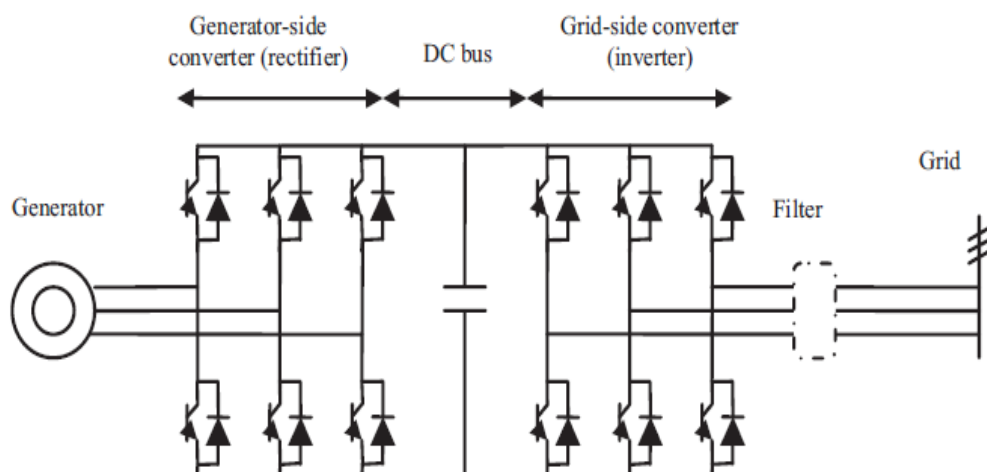 Generator-side
converter (rectifier)
DC bus
Grid-side converter
(inverter)
Grid
Generator
Filter